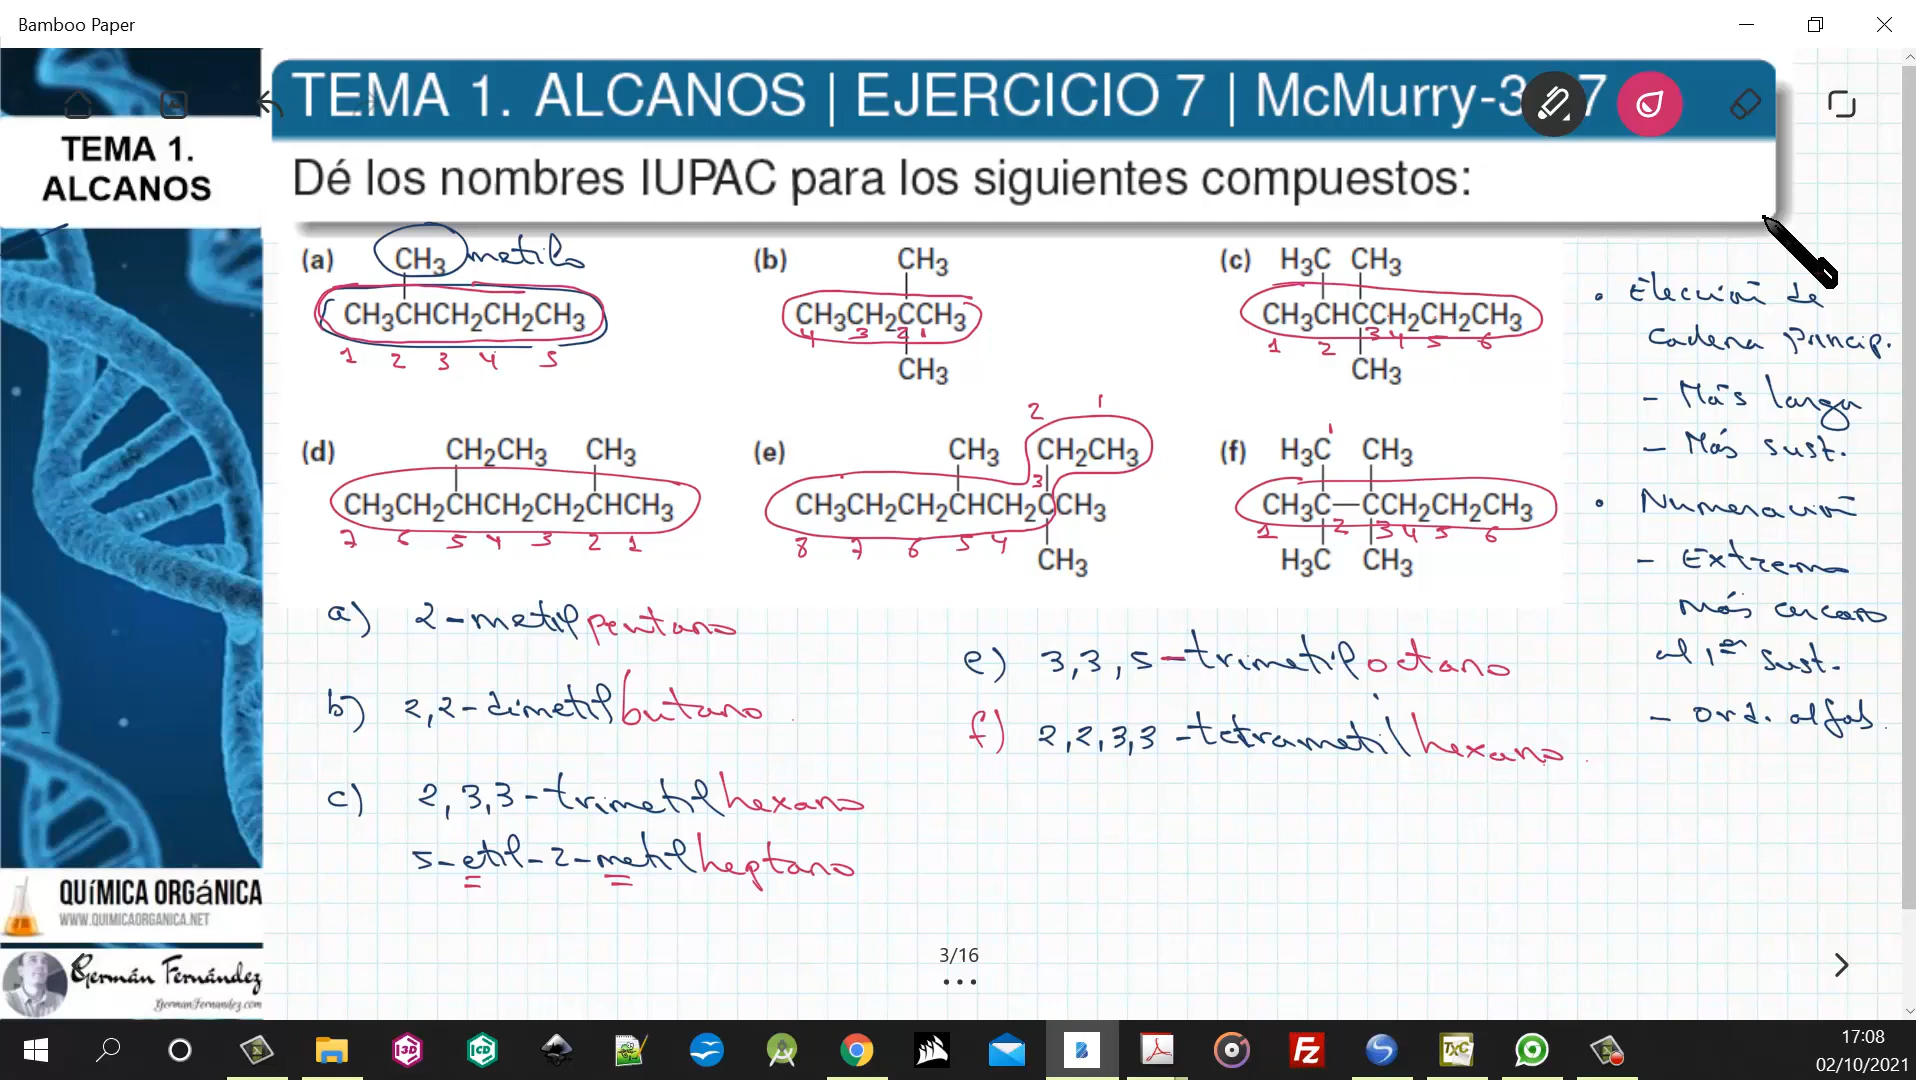 Bamboo Paper
TEMA 1. ALCANOS | EJERCICIO 7 | McMurry-3 7
TEMA 1.
ALCANOS
Dé los nombres IUPAC para los siguientes compuestos:
(a) CH3 metilo
CH3CHCH2CH2CH3
1 2 3 4 5
(b) CH3
CH3CH2CCH3
4 3 2 1
CH3
(c) H3C CH3
CH3CHCCH2CH2CH3
1 2 3 4 5 6
CH3
(d) CH2CH3 CH3
CH3CH2CHCH2CH2CHCH3
7 6 5 4 3 2 1
(e) CH3 CH2CH3
2 1
3
CH3CH2CH2CHCH2CCH3
8 7 6 5 4
CH3
(f) H3C CH3
CH3C—CCH2CH2CH3
1 2 3 4 5 6
H3C CH3
• Elección de
Cadena princip.
- Más larga
- Más sust.
• Numeración
- Extremo
más cercano
al 1er sust.
- ord. alfab.
a) 2-metilpentano
b) 2,2-dimetilbutano
c) 2,3,3-trimetilhexano
5-etil-2-metilheptano
e) 3,3,5-trimetiloctano
f) 2,2,3,3-tetrametilhexano
QUíMICA ORGáNICA
WWW.QUIMICAORGANICA.NET
Germán Fernández
GermanFernandez.com
3/16
17:08
02/10/2021